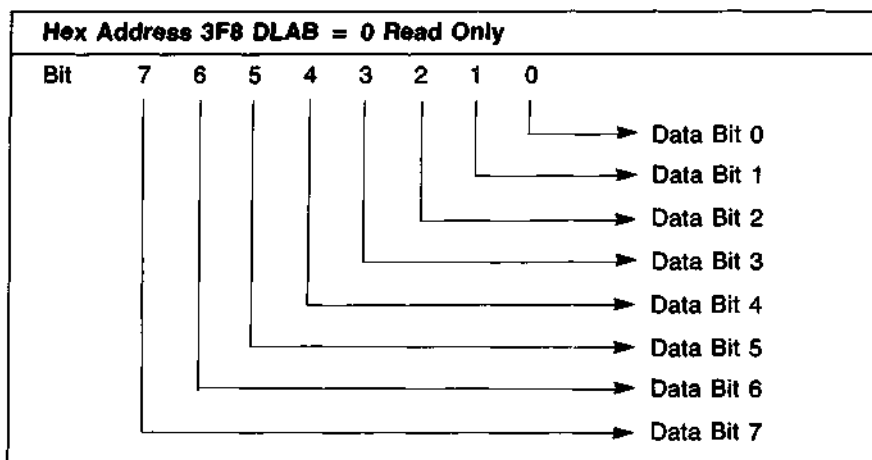 Hex Address 3F8 DLAB = 0 Read Only
Bit 7 6 5 4 3 2 1 0
Data Bit 0
Data Bit 1
Data Bit 2
Data Bit 3
Data Bit 4
Data Bit 5
Data Bit 6
Data Bit 7